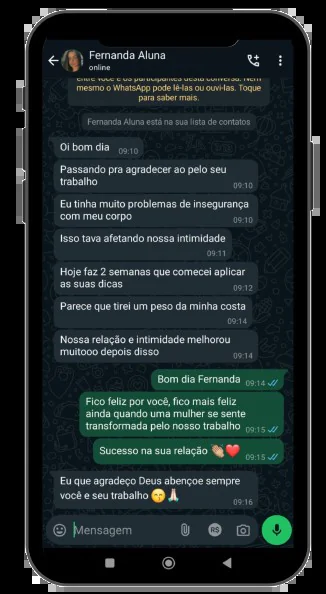 Fernanda Aluna
online
entre você e os participantes desta conversa. Nem
mesmo o WhatsApp pode lê-las ou ouvi-las. Toque
para saber mais.
Fernanda Aluna está na sua lista de contatos
Oi bom dia 09:10
Passando pra agradecer ao pelo seu
trabalho 09:10
Eu tinha muito problemas de insegurança
com meu corpo 09:10
Isso tava afetando nossa intimidade
09:11
Hoje faz 2 semanas que comecei aplicar
as suas dicas 09:12
Parece que tirei um peso da minha costa
09:14
Nossa relação e intimidade melhorou
muitooo depois disso 09:14
Bom dia Fernanda 09:14
Fico feliz por você, fico mais feliz
ainda quando uma mulher se sente
transformada pelo nosso trabalho 09:15
Sucesso na sua relação 👏🏼❤️ 09:15
Eu que agradeço Deus abençoe sempre
você e seu trabalho 😙🙏🏻 09:16
Mensagem R$